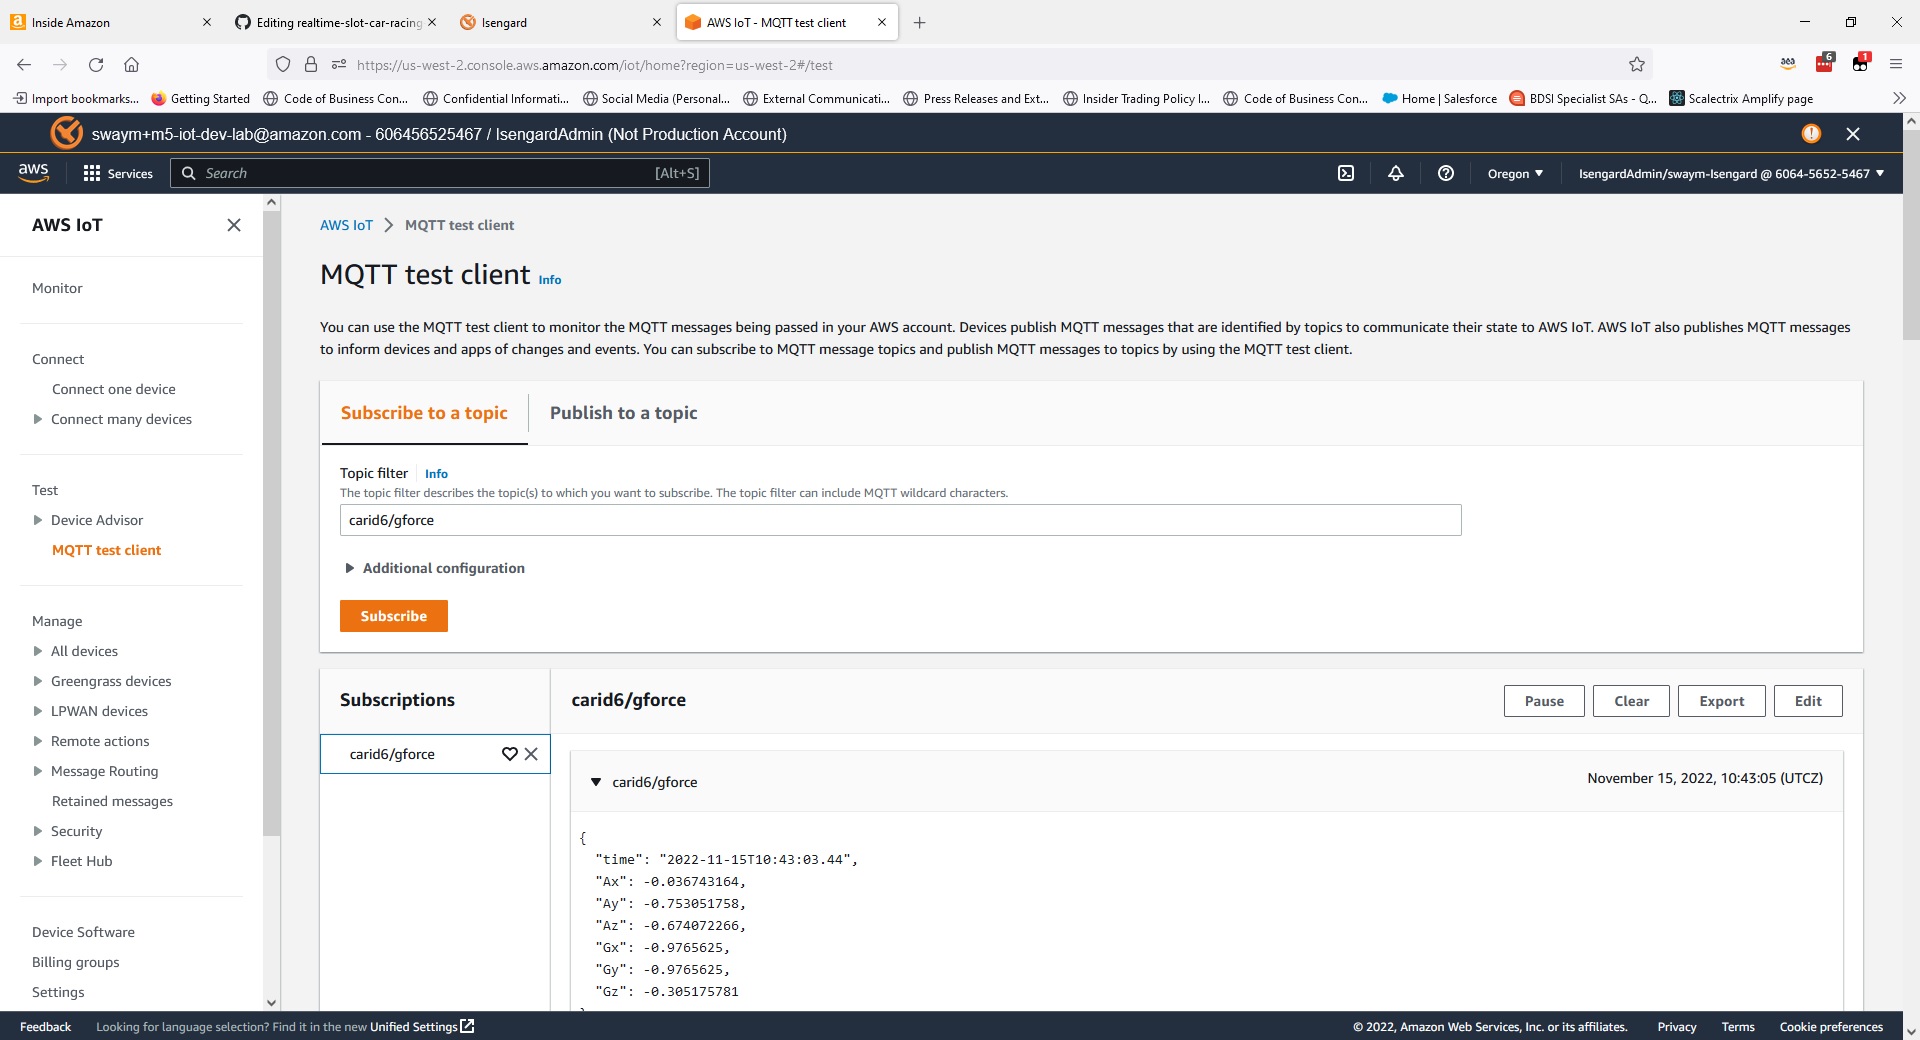 Inside Amazon
Editing realtime-slot-car-racing
Isengard
AWS IoT - MQTT test client
https://us-west-2.console.aws.amazon.com/iot/home?region=us-west-2#/test
aea
6
1
Import bookmarks...
Getting Started
Code of Business Con...
Confidential Informati...
Social Media (Personal...
External Communicati...
Press Releases and Ext...
Insider Trading Policy I...
Code of Business Con...
Home | Salesforce
BDSI Specialist SAs - Q...
Scalectrix Amplify page
swaym+m5-iot-dev-lab@amazon.com - 606456525467 / IsengardAdmin (Not Production Account)
aws
Services
Search
[Alt+S]
Oregon
IsengardAdmin/swaym-Isengard @ 6064-5652-5467
AWS IoT
Monitor
Connect
Connect one device
Connect many devices
Test
Device Advisor
MQTT test client
Manage
All devices
Greengrass devices
LPWAN devices
Remote actions
Message Routing
Retained messages
Security
Fleet Hub
Device Software
Billing groups
Settings
AWS IoT
MQTT test client
MQTT test client Info
You can use the MQTT test client to monitor the MQTT messages being passed in your AWS account. Devices publish MQTT messages that are identified by topics to communicate their state to AWS IoT. AWS IoT also publishes MQTT messages
to inform devices and apps of changes and events. You can subscribe to MQTT message topics and publish MQTT messages to topics by using the MQTT test client.
Subscribe to a topic
Publish to a topic
Topic filter Info
The topic filter describes the topic(s) to which you want to subscribe. The topic filter can include MQTT wildcard characters.
carid6/gforce
Additional configuration
Subscribe
Subscriptions
carid6/gforce
carid6/gforce
Pause
Clear
Export
Edit
carid6/gforce
November 15, 2022, 10:43:05 (UTCZ)
{
"time": "2022-11-15T10:43:03.44",
"Ax": -0.036743164,
"Ay": -0.753051758,
"Az": -0.674072266,
"Gx": -0.9765625,
"Gy": -0.9765625,
"Gz": -0.305175781
Feedback
Looking for language selection? Find it in the new Unified Settings
© 2022, Amazon Web Services, Inc. or its affiliates.
Privacy
Terms
Cookie preferences